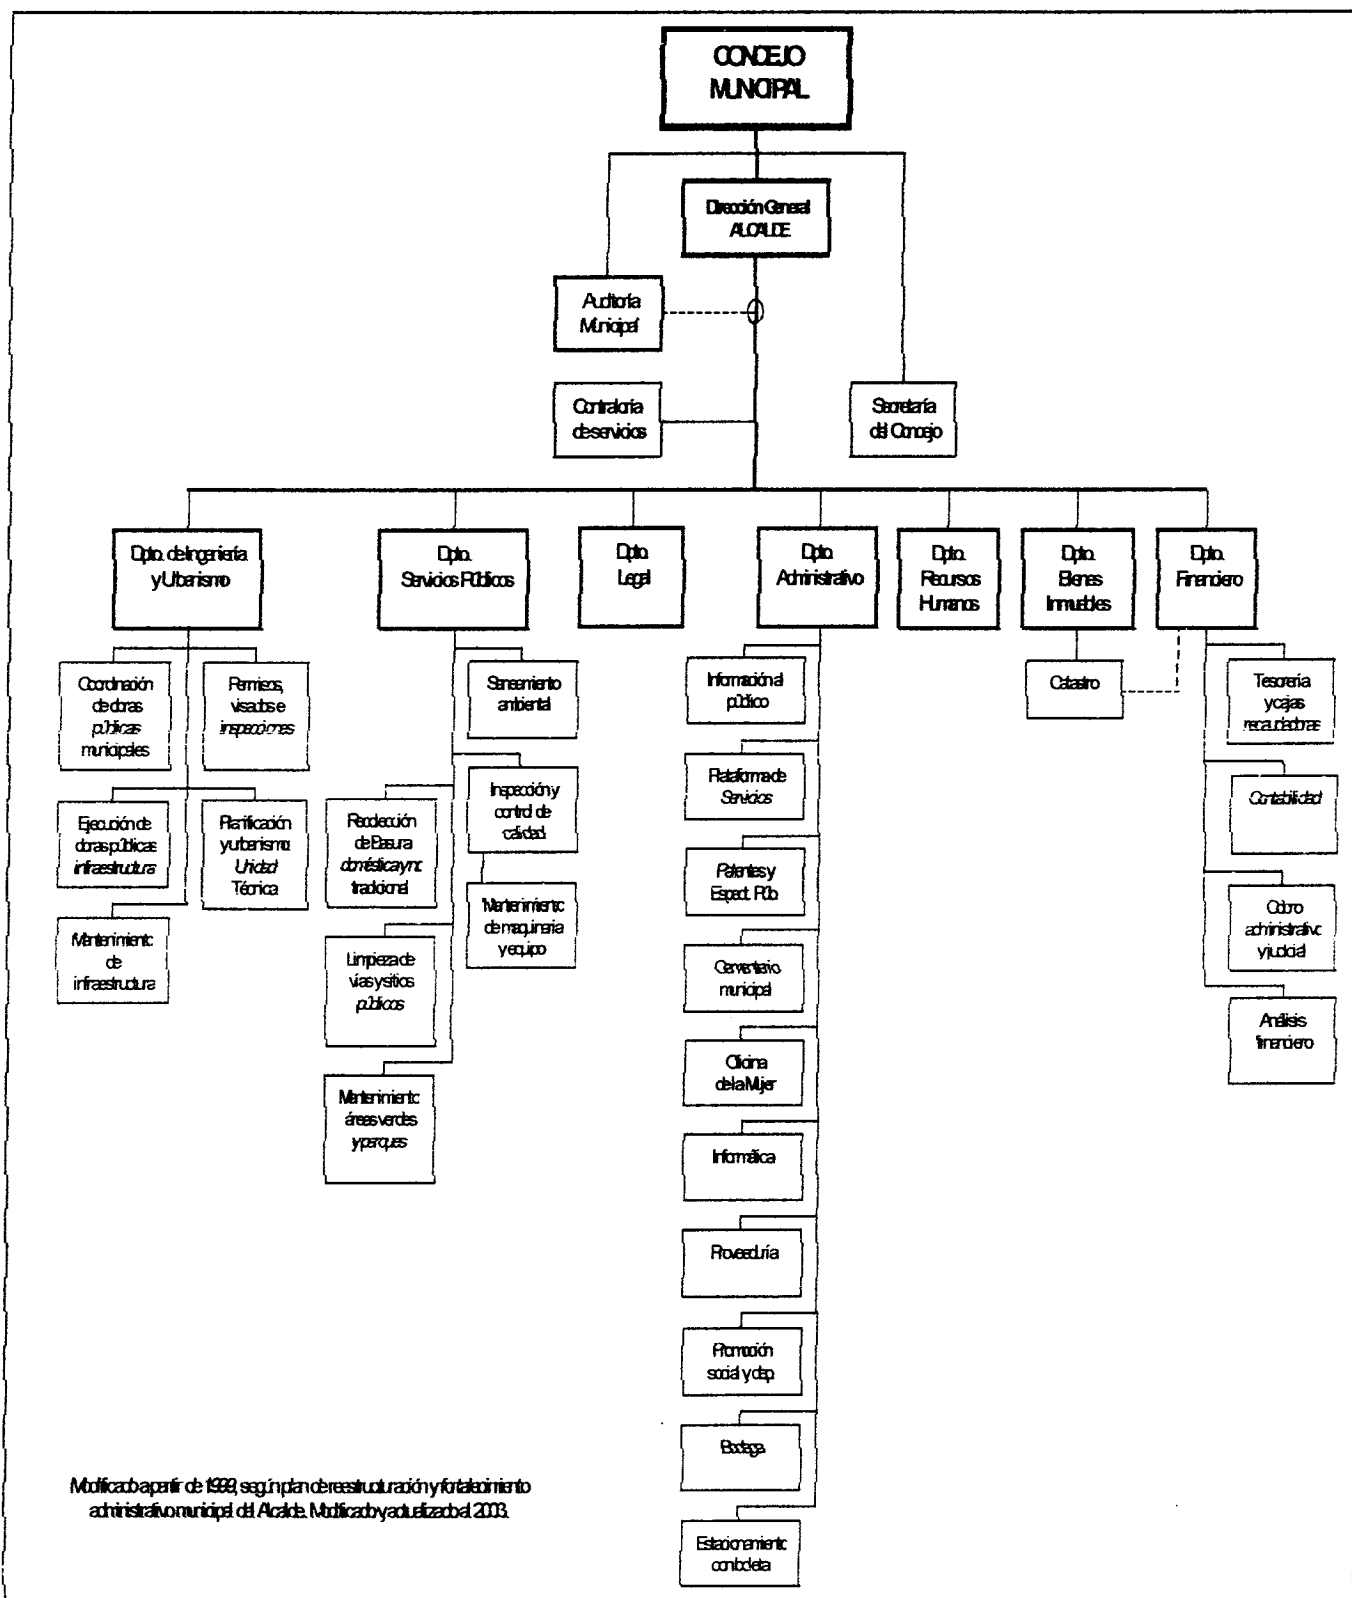 CONCEJO
MUNICIPAL
Dirección General
ALCALDE
Auditoría
Municipal
Contraloría
de servicios
Secretaría
del Concejo
Dpto. de Ingeniería
y Urbanismo
Dpto.
Servicios Públicos
Dpto.
Legal
Dpto.
Administrativo
Dpto.
Recursos
Humanos
Dpto.
Bienes
Inmuebles
Dpto.
Financiero
Coordinación
de obras
públicas
municipales
Permisos,
visados e
inspecciones
Ejecución de
obras públicas
infraestructura
Planificación
y urbanismo
Unidad
Técnica
Mantenimiento
de
infraestructura
Saneamiento
ambiental
Inspección y
control de
calidad
Recolección
de Basura
doméstica y no
tradicional
Mantenimiento
de maquinaria
y equipo
Limpieza de
vías y sitios
públicos
Mantenimiento
áreas verdes
y parques
Información al
público
Plataforma de
Servicios
Patentes y
Espect. Púb
Cementerio
municipal
Oficina
de la Mujer
Informática
Proveeduría
Promoción
social y dep.
Bodega
Estacionamiento
con boleta
Catastro
Tesorería
y cajas
recaudadoras
Contabilidad
Cobro
administrativo
y judicial
Análisis
financiero
Modificado a partir de 1999, según plan de reestructuración y fortalecimiento
administrativo municipal del Alcalde. Modificado y actualizado al 2003.